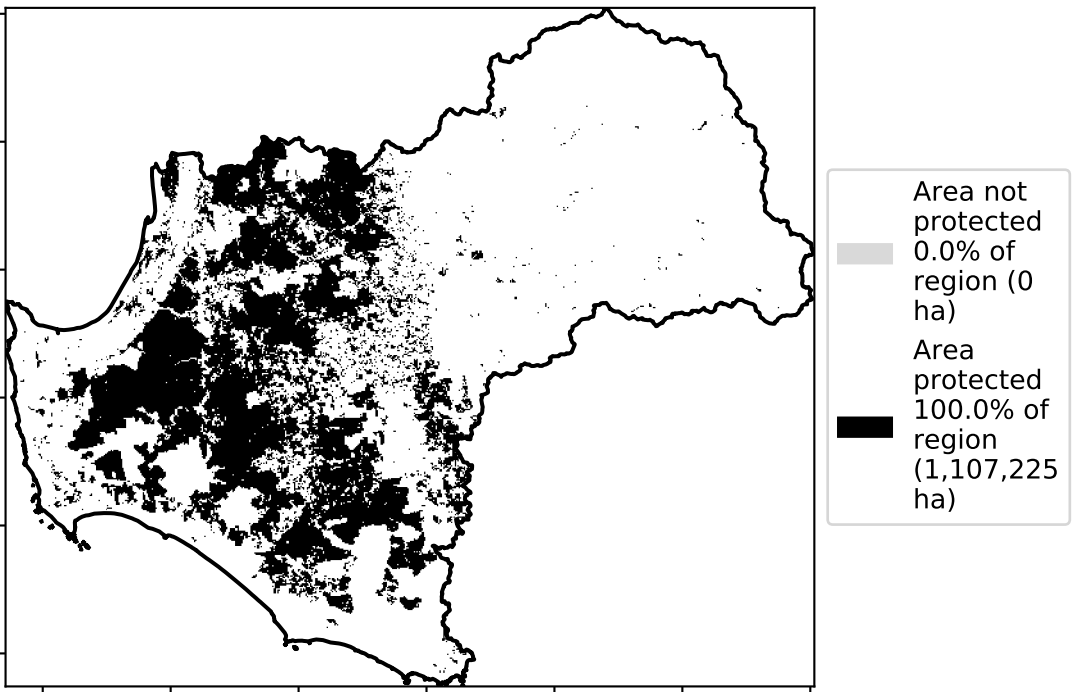 Area not
protected
0.0% of
region (0
ha)
Area
protected
100.0% of
region
(1,107,225
ha)